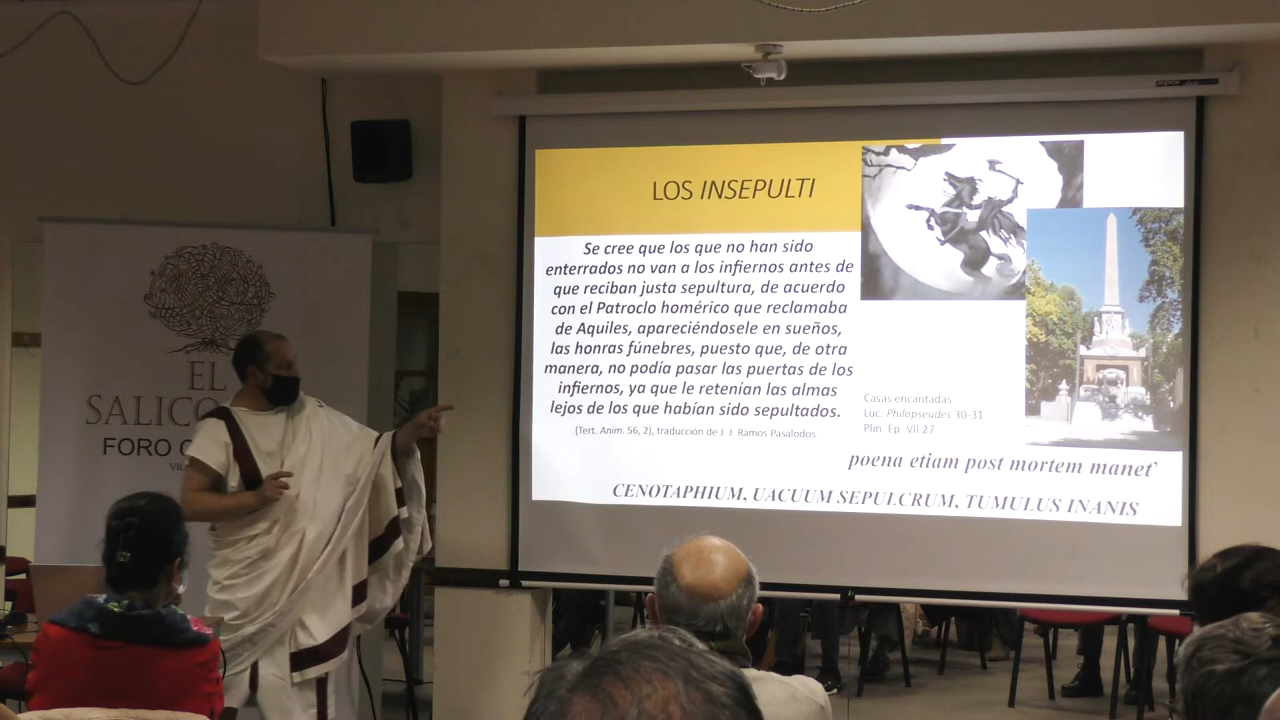 EL
SALICO
FORO
LOS INSEPULTI
Se cree que los que no han sido
enterrados no van a los infiernos antes de
que reciban justa sepultura, de acuerdo
con el Patroclo homérico que reclamaba
de Aquiles, apareciéndosele en sueños,
las honras fúnebres, puesto que, de otra
manera, no podía pasar las puertas de los
infiernos, ya que le retenían las almas
lejos de los que habían sido sepultados.
(Tert. Anim. 56, 2), traducción de J. J. Ramos Pasalodos.
Casas encantadas
Luc. Philopseudes 30-31
Plin. Ep. VII 27
poena etiam post mortem manet’
CENOTAPHIUM, UACUUM SEPULCRUM, TUMULUS INANIS